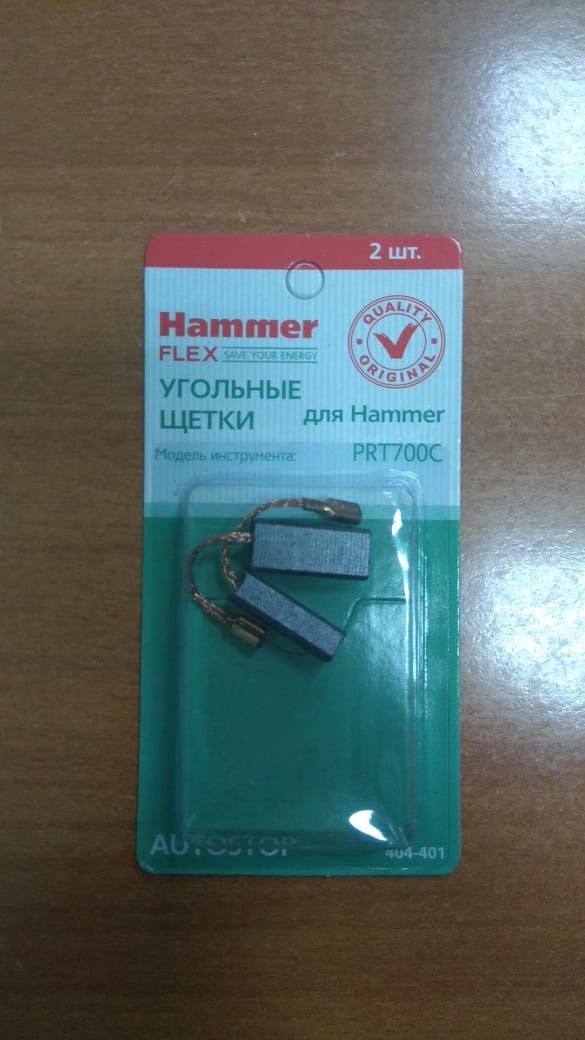 2 шт.
Hammer
FLEX SAVE YOUR ENERGY
QUALITY
ORIGINAL
УГОЛЬНЫЕ
ЩЕТКИ
для Hammer
Модель инструмента: PRT700C
AUTOSTOP
404-401